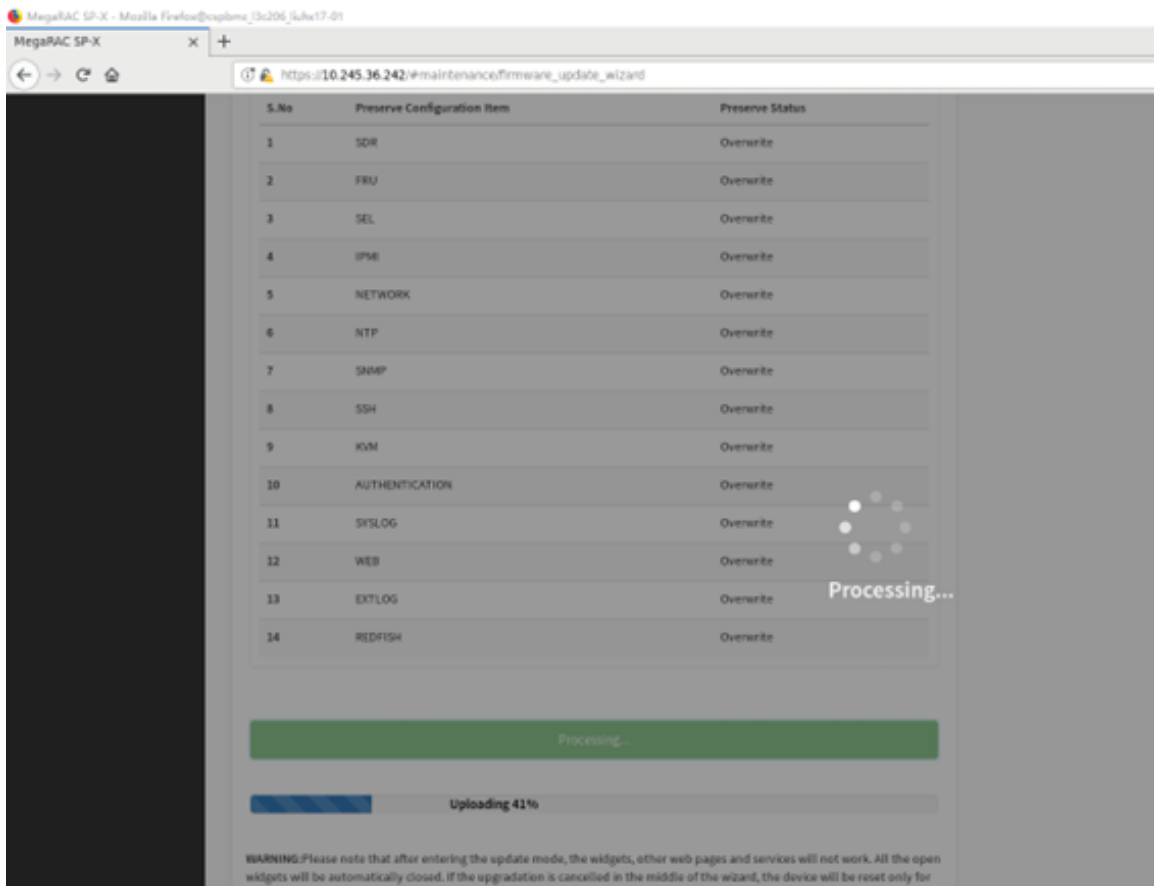 MegaRAC SP-X - Mozilla Firefox
MegaRAC SP-X
https://10.245.36.242/#maintenance/firmware_update_wizard
S.No Preserve Configuration Item Preserve Status
1 SDR Overwrite
2 FRU Overwrite
3 SEL Overwrite
4 IPMI Overwrite
5 NETWORK Overwrite
6 NTP Overwrite
7 SNMP Overwrite
8 SSH Overwrite
9 KVM Overwrite
10 AUTHENTICATION Overwrite
11 SYSLOG Overwrite
12 WEB Overwrite
13 EXTLOG Overwrite
14 REDFISH Overwrite
Processing...
Processing...
Uploading 41%
WARNING:Please note that after entering the update mode, the widgets, other web pages and services will not work. All the open
widgets will be automatically closed. If the upgradation is cancelled in the middle of the wizard, the device will be reset only for